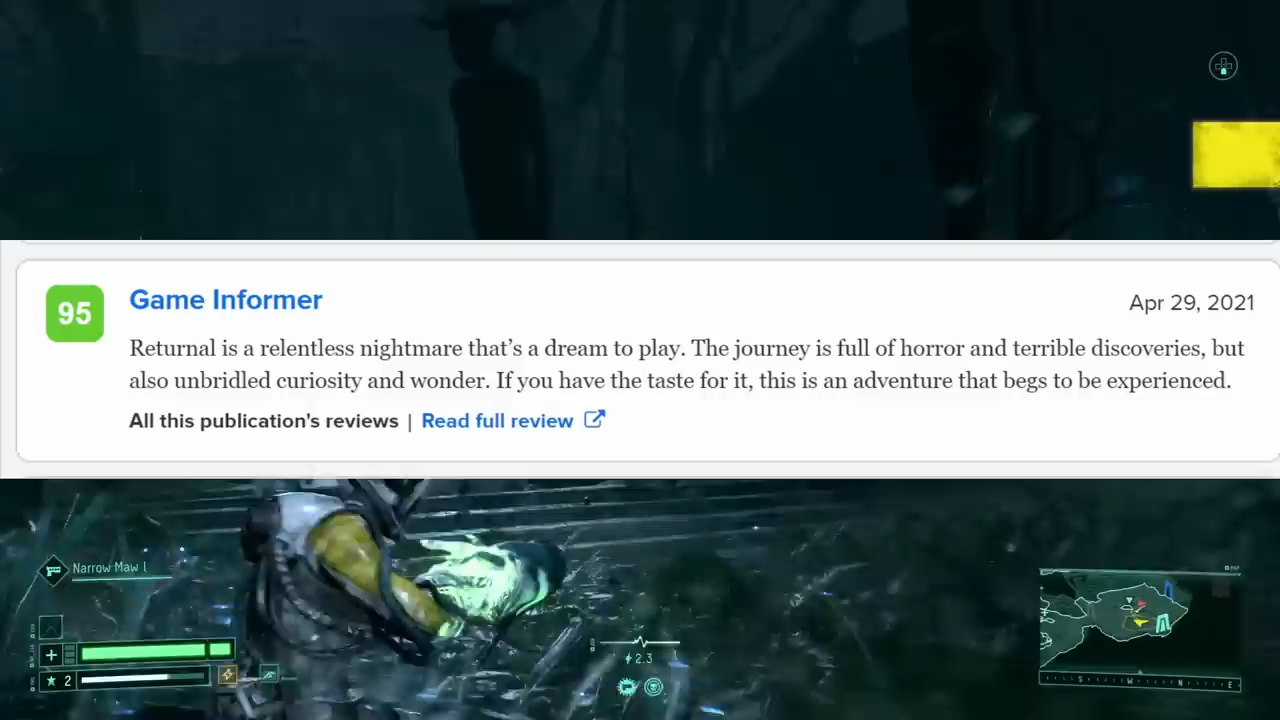 95
Game Informer
Apr 29, 2021
Returnal is a relentless nightmare that’s a dream to play. The journey is full of horror and terrible discoveries, but
also unbridled curiosity and wonder. If you have the taste for it, this is an adventure that begs to be experienced.
All this publication's reviews | Read full review
Narrow Maw
2
2.3
MAP
S W N E